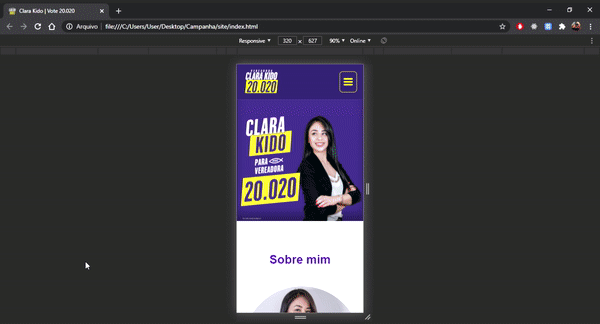 Clara Kido | Vote 20.020
Arquivo | file:///C:/Users/User/Desktop/Campanha/site/index.html
Responsive 320 x 627 90% Online
CLARA KIDO
20.020
CLARA
KIDO
PARA
VEREADORA
20.020
Sobre mim